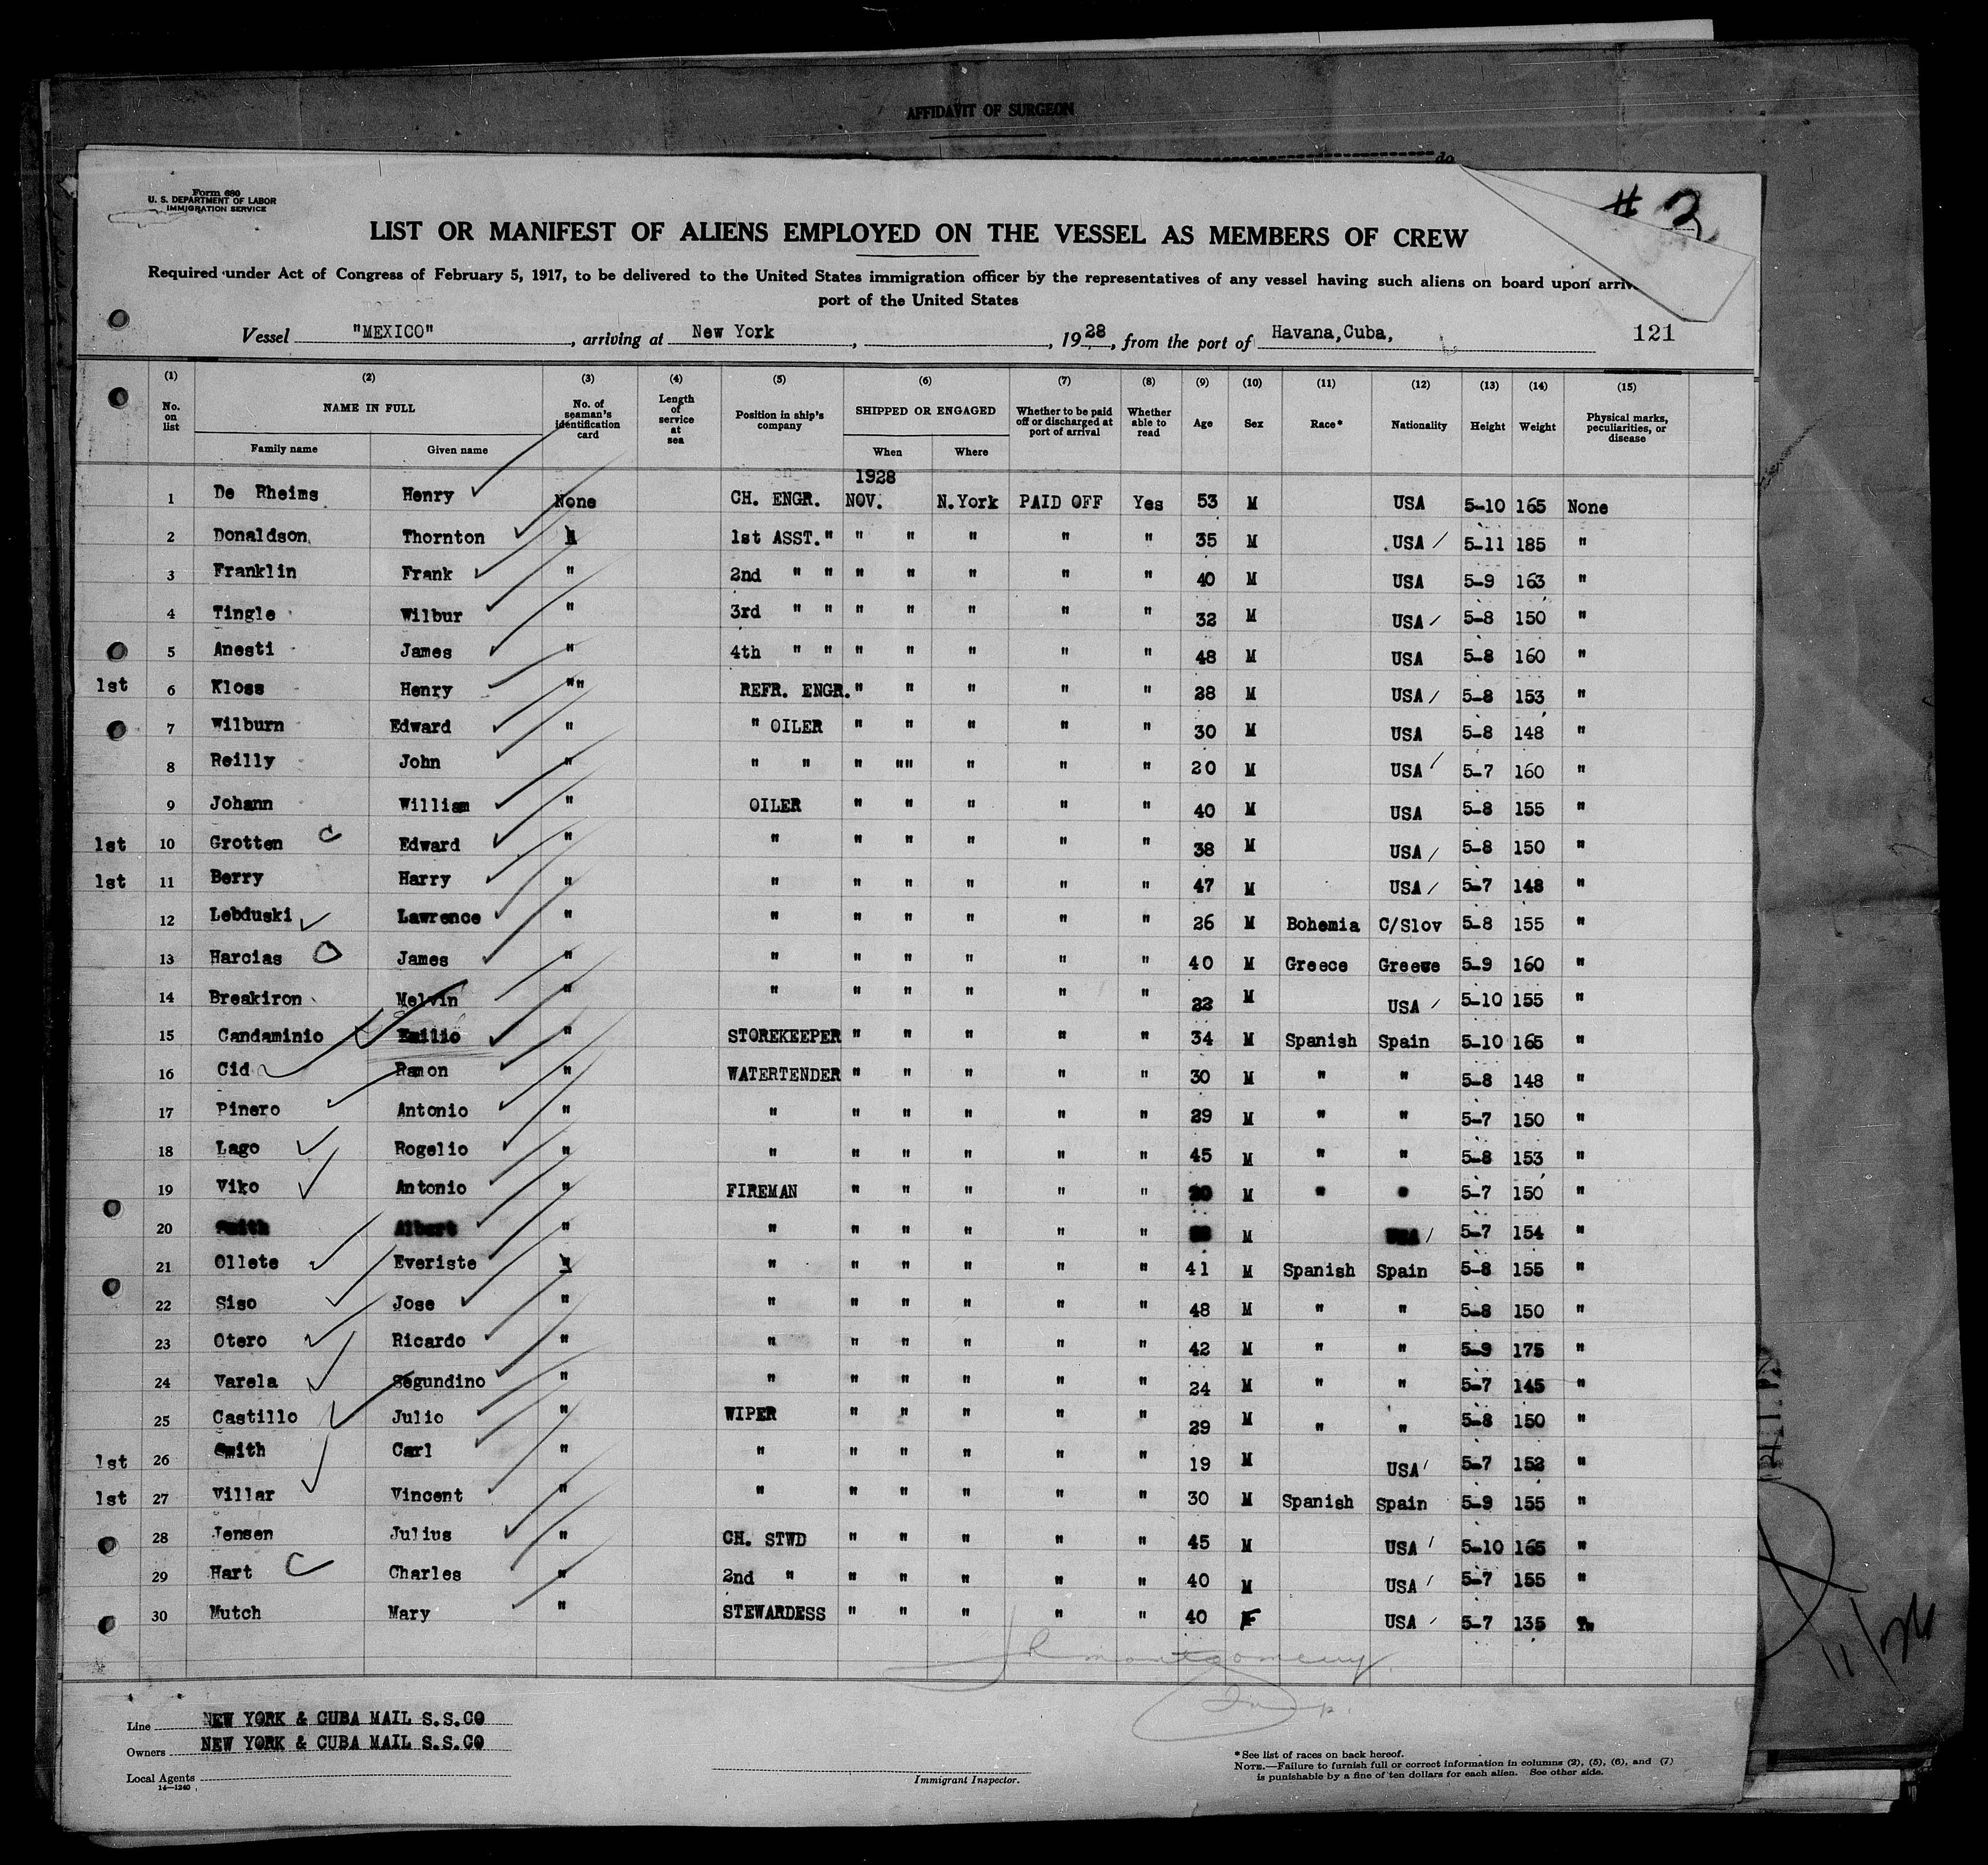 AFFIDAVIT OF SURGEON
do
Form 680
U. S. DEPARTMENT OF LABOR
IMMIGRATION SERVICE
# 3
LIST OR MANIFEST OF ALIENS EMPLOYED ON THE VESSEL AS MEMBERS OF CREW
Required under Act of Congress of February 5, 1917, to be delivered to the United States immigration officer by the representatives of any vessel having such aliens on board upon
port of the United States
Vessel "MEXICO", arriving at New York, , 1928, from the port of Havana, Cuba, 121
(1) (2) (3) (4) (5) (6) (7) (8) (9) (10) (11) (12) (13) (14) (15)
No. on list NAME IN FULL Family name Given name No. of seaman's identification card Length of service at sea Position in ship's company SHIPPED OR ENGAGED When Where Whether to be paid off or discharged at port of arrival Whether able to read Age Sex Race* Nationality Height Weight Physical marks, peculiarities, or disease
1928
1 De Rheims Henry None CH. ENGR. NOV. N.York PAID OFF Yes 53 M USA 5-10 165 None
2 Donaldson Thornton 1st ASST." " " " " " 35 M USA 5-11 185 "
3 Franklin Frank " 2nd " " " " " " " 40 M USA 5-9 163 "
4 Tingle Wilbur " 3rd " " " " " " " 32 M USA 5-8 150 "
5 Anesti James " 4th " " " " " " " 48 M USA 5-8 160 "
1st 6 Kloss Henry "" REFR. ENGR. " " " " " 28 M USA 5-8 153 "
7 Wilburn Edward " " OILER " " " " " 30 M USA 5-8 148 "
8 Reilly John " " " " "" " " " 20 M USA 5-7 160 "
9 Johann William " OILER " " " " " 40 M USA 5-8 155 "
1st 10 Grotten C Edward " " " " " " " 38 M USA 5-8 150 "
1st 11 Berry Harry " " " " " " " 47 M USA 5-7 148 "
12 Lebduski Lawrence " " " " " " " 26 M Bohemia C/Slov 5-8 155 "
13 Harcias James " " " " " " " 40 M Greece Greewe 5-9 160 "
14 Breakiron Melvin " " " " " " " 22 M USA 5-10 155 "
15 Candaminio Emilio " STOREKEEPER " " " " " 34 M Spanish Spain 5-10 165 "
16 Cid Ramon " WATERTENDER " " " " " 30 M " " 5-8 148 "
17 Pinero Antonio " " " " " " " 29 M " " 5-7 150 "
18 Lago Rogelio " " " " " " " 45 M " " 5-8 153 "
19 Viko Antonio " FIREMAN " " " " " M " " 5-7 150 "
20 Smith Albert " " " " " " " M USA 5-7 154 "
21 Ollete Everiste " " " " " " " 41 M Spanish Spain 5-8 155 "
22 Siso Jose " " " " " " " 48 M " " 5-8 150 "
23 Otero Ricardo " " " " " " " 42 M " " 5-9 175 "
24 Varela Segundino " " " " " " " 24 M " " 5-7 145 "
25 Castillo Julio " WIPER " " " " " 29 M " " 5-8 150 "
1st 26 Smith Carl " " " " " " " 19 M USA 5-7 152 "
1st 27 Villar Vincent " " " " " " " 30 M Spanish Spain 5-9 155 "
28 Jensen Julius " CH. STWD " " " " " 45 M USA 5-10 165 "
29 Hart C Charles " 2nd " " " " " " 40 M USA 5-7 155 "
30 Mutch Mary " STEWARDESS " " " " " 40 F USA 5-7 135
Montgomery
Insp.
11/26
Line NEW YORK & CUBA MAIL S.S.CO
Owners NEW YORK & CUBA MAIL S.S.CO
Local Agents
14—1240
Immigrant Inspector.
*See list of races on back hereof.
NOTE.—Failure to furnish full or correct information in columns (2), (5), (6), and (7)
is punishable by a fine of ten dollars for each alien. See other side.